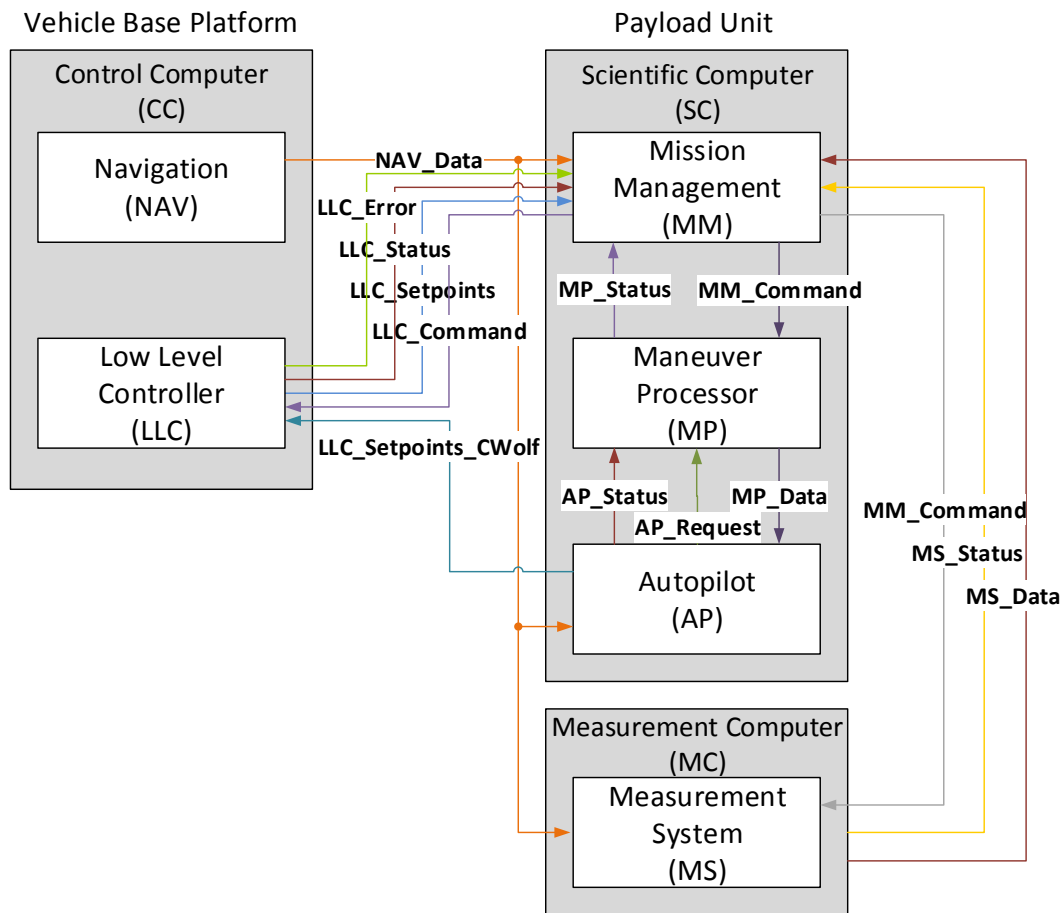 Vehicle Base Platform
Payload Unit
Control Computer
(CC)
Navigation
(NAV)
Low Level
Controller
(LLC)
NAV_Data
LLC_Error
LLC_Status
LLC_Setpoints
LLC_Command
LLC_Setpoints_CWolf
Scientific Computer
(SC)
Mission
Management
(MM)
MP_Status
MM_Command
Maneuver
Processor
(MP)
AP_Status
MP_Data
AP_Request
Autopilot
(AP)
MM_Command
MS_Status
MS_Data
Measurement Computer
(MC)
Measurement
System
(MS)